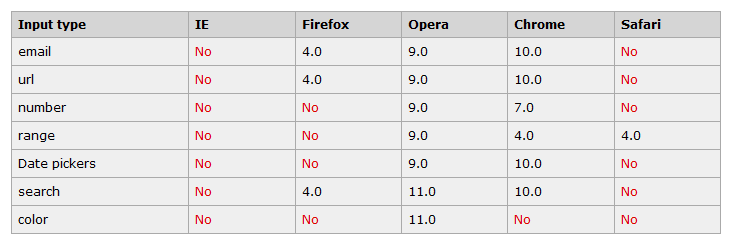 Input type IE Firefox Opera Chrome Safari
email No 4.0 9.0 10.0 No
url No 4.0 9.0 10.0 No
number No No 9.0 7.0 No
range No No 9.0 4.0 4.0
Date pickers No No 9.0 10.0 No
search No 4.0 11.0 10.0 No
color No No 11.0 No No